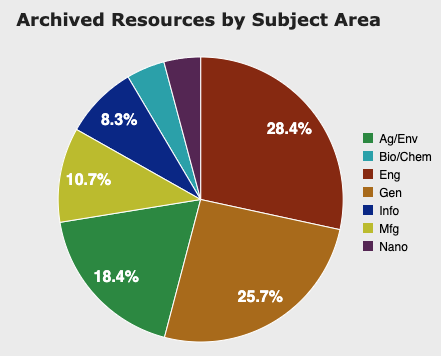 Archived Resources by Subject Area
28.4%
8.3%
10.7%
18.4%
25.7%
Ag/Env
Bio/Chem
Eng
Gen
Info
Mfg
Nano